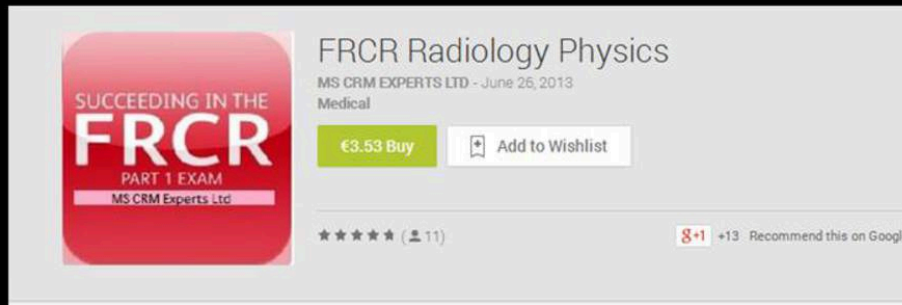 SUCCEEDING IN THE
FRCR
PART 1 EXAM
MS CRM Experts Ltd
FRCR Radiology Physics
MS CRM EXPERTS LTD - June 26, 2013
Medical
€3.53 Buy
Add to Wishlist
(11)
g+1 +13 Recommend this on Googl